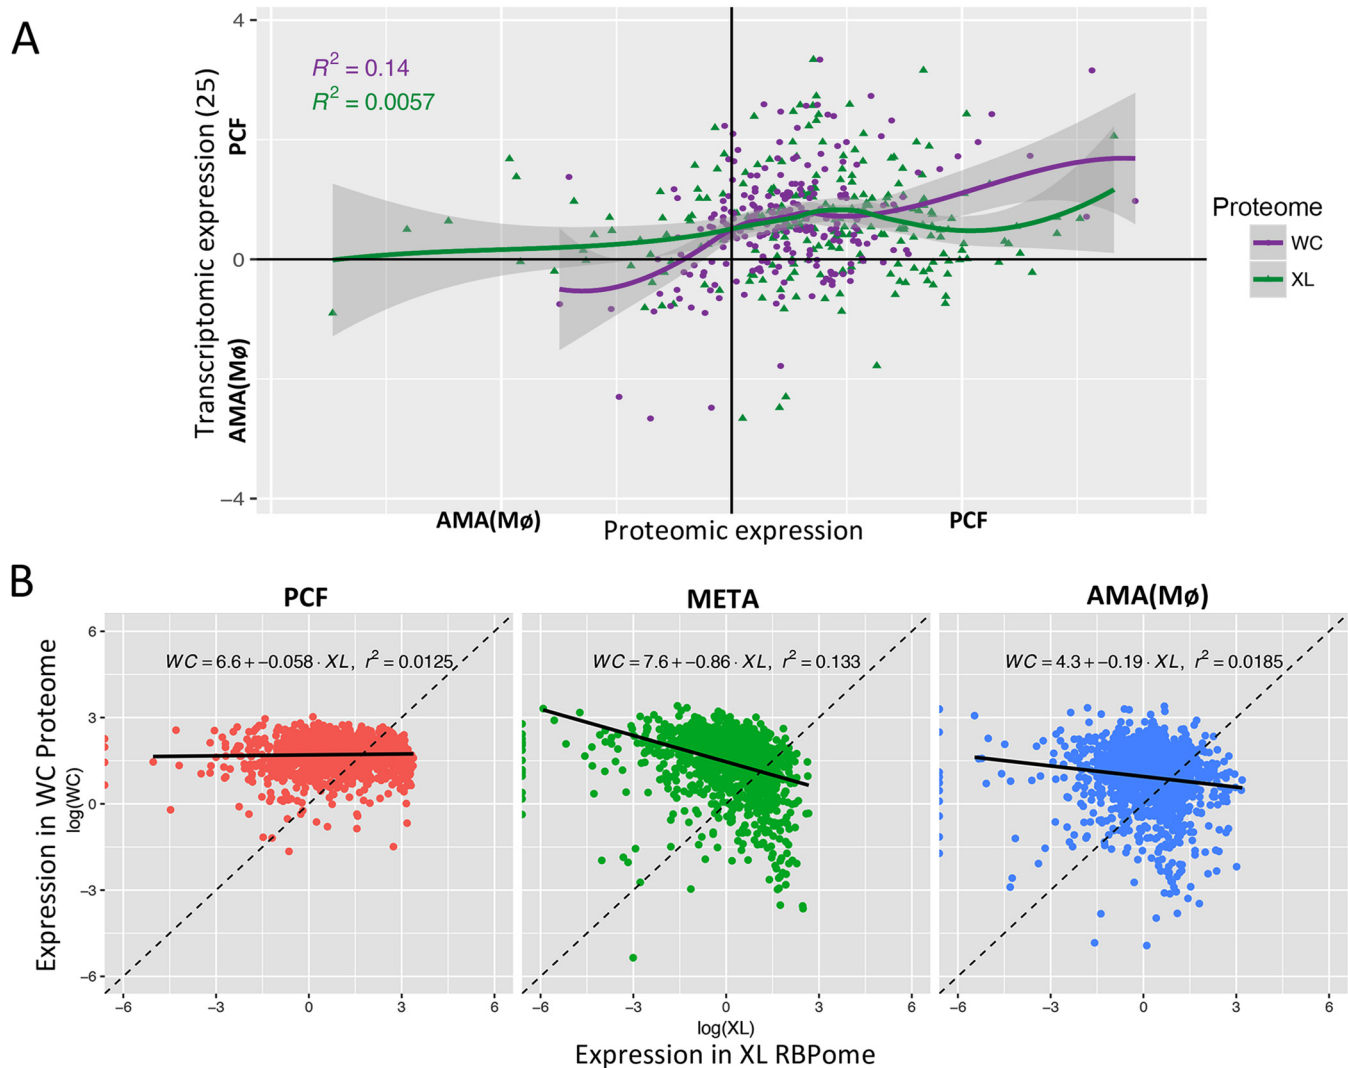 A
R² = 0.14
R² = 0.0057
4
0
−4
Transcriptomic expression (25)
PCF
AMA(Mø)
AMA(Mø)
Proteomic expression
PCF
Proteome
WC
XL
B
PCF
META
AMA(Mø)
WC = 6.6 + −0.058 · XL, r² = 0.0125
WC = 7.6 + −0.86 · XL, r² = 0.133
WC = 4.3 + −0.19 · XL, r² = 0.0185
Expression in WC Proteome
log(WC)
6
3
0
−3
−6
−6 −3 0 3 6
−6 −3 0 3 6
−6 −3 0 3 6
log(XL)
Expression in XL RBPome